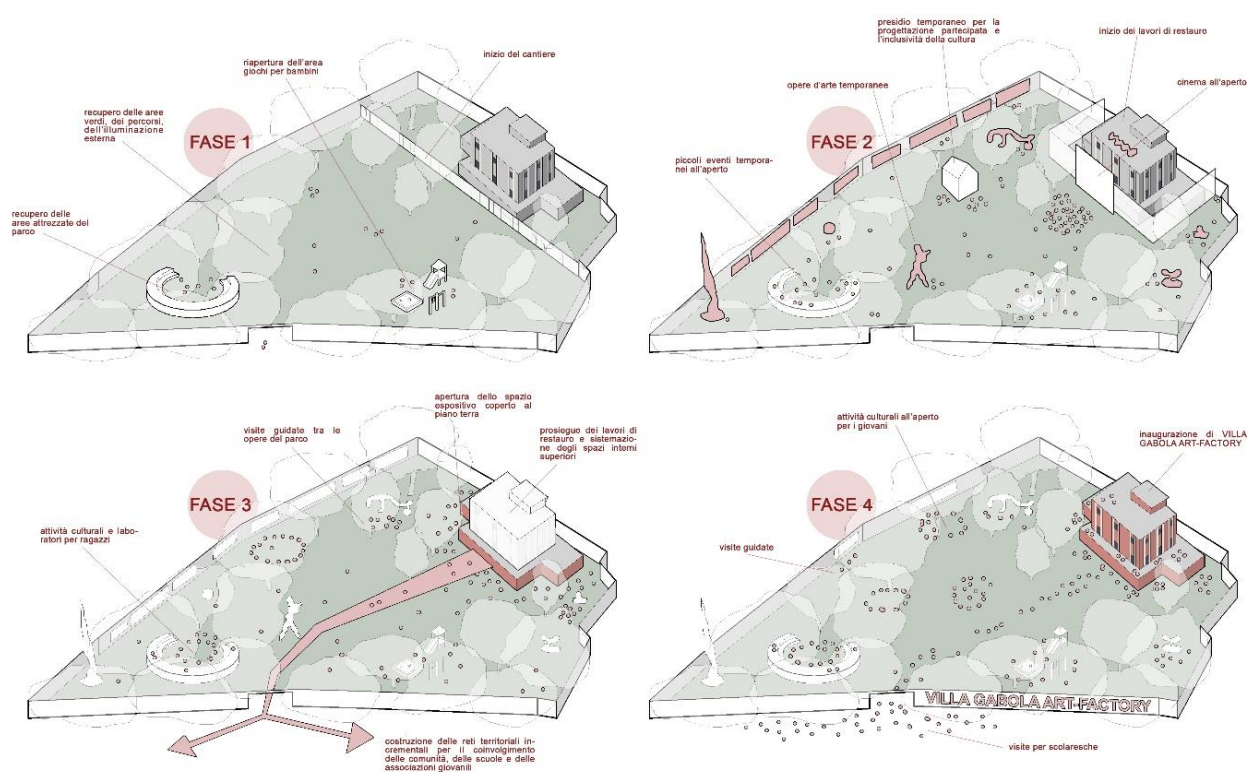 riapertura dell'area
giochi per bambini
inizio del cantiere
recupero delle aree
verdi, dei percorsi,
dell'illuminazione
esterna
FASE 1
recupero delle
aree attrezzate del
parco
presidio temporaneo per la
progettazione partecipata e
l'inclusività della cultura
inizio dei lavori di restauro
opere d'arte temporanee
cinema all'aperto
FASE 2
piccoli eventi tempora-
nei all'aperto
apertura dello spazio
espositivo coperto al
piano terra
visite guidate tra le
opere del parco
prosieguo dei lavori di
restauro e sistemazio-
ne degli spazi interni
superiori
FASE 3
attività culturali e labo-
ratori per ragazzi
costruzione delle reti territoriali in-
crementali per il coinvolgimento
delle comunità, delle scuole e delle
associazioni giovanili
attività culturali all'aperto
per i giovani
inaugurazione di VILLA
GABOLA ART-FACTORY
FASE 4
visite guidate
VILLA GABOLA ART-FACTORY
visite per scolaresche